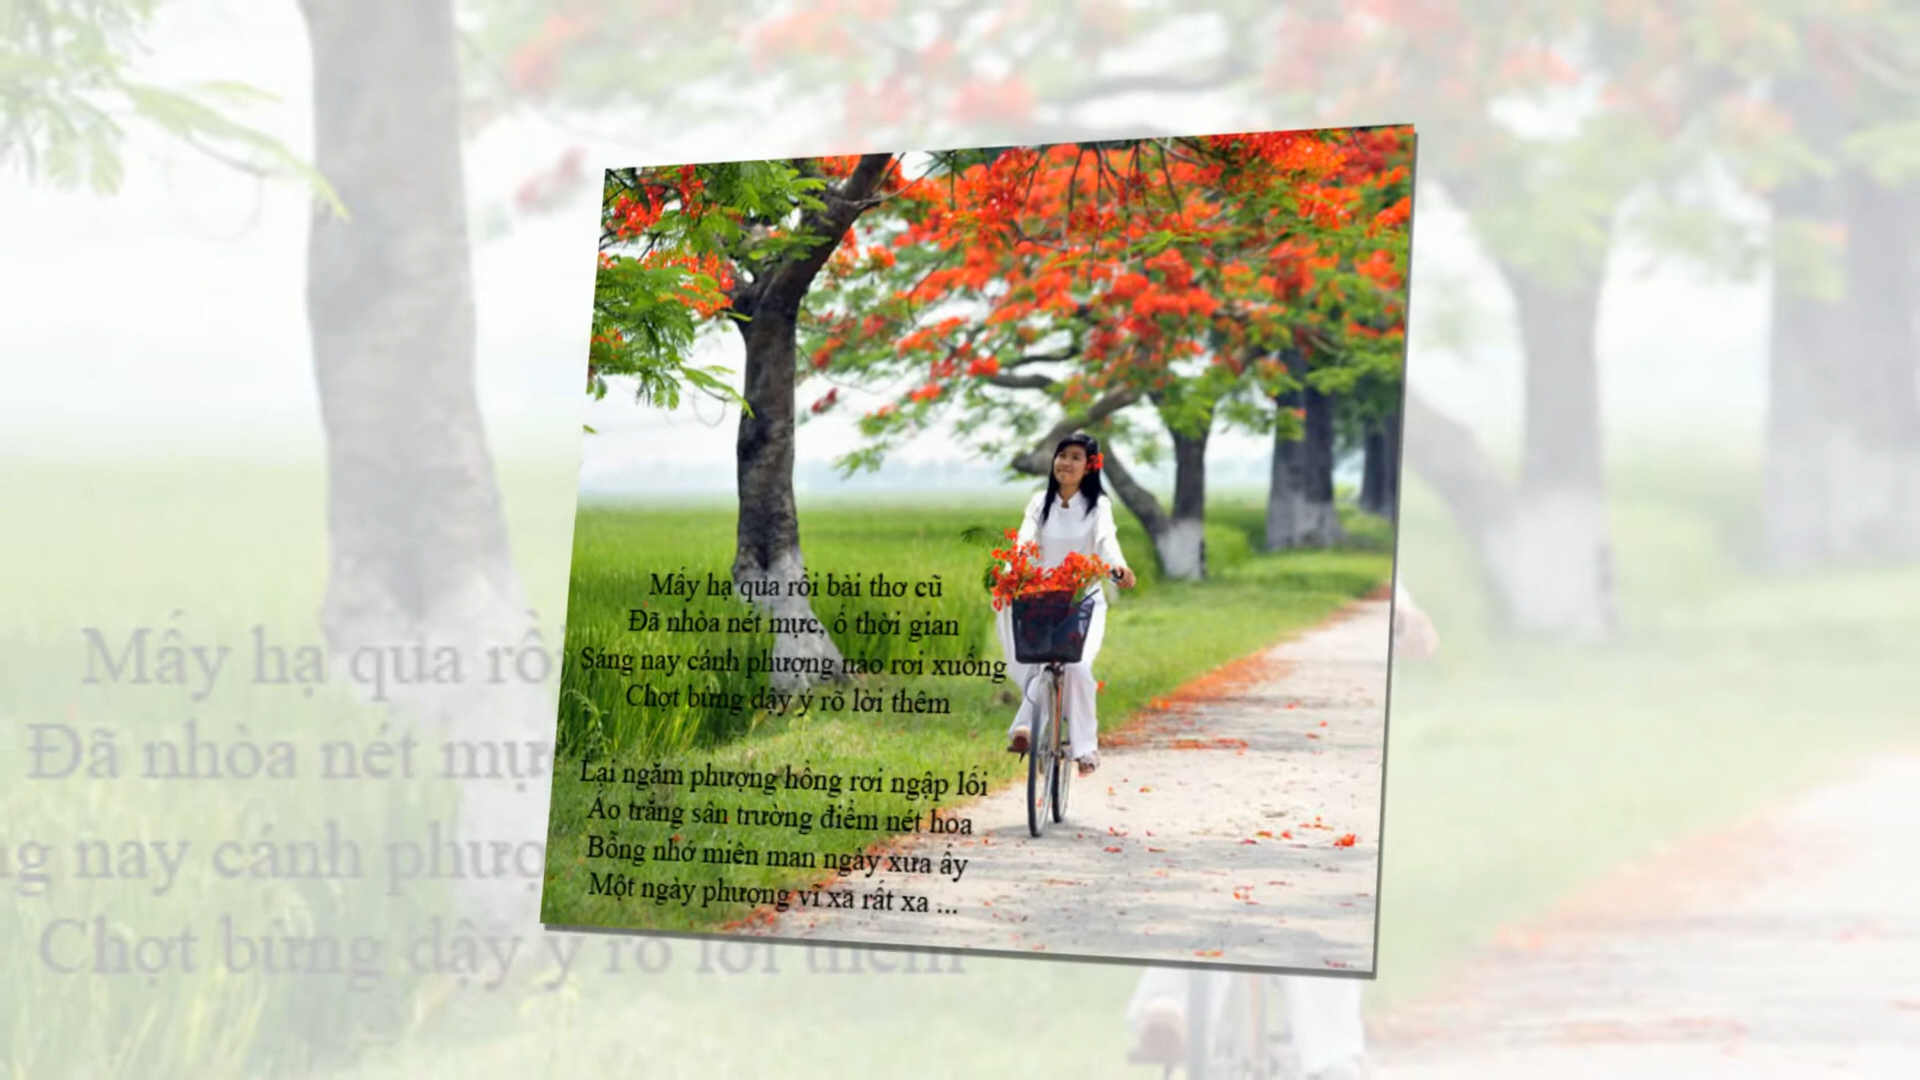 Mấy hạ qua rồi bài thơ cũ
Đã nhòa nét mực, ố thời gian
Sáng nay cánh phượng nào rơi xuống
Chợt bừng dậy ý rõ lời thêm
Lại ngắm phượng hồng rơi ngập lối
Áo trắng sân trường điểm nét hoa
Bỗng nhớ miên man ngày xưa ấy
Một ngày phượng vĩ xa rất xa ...
Mấy hạ qua rồi
Đã nhòa nét mực
nay cánh
Chợt bừng dậy ý rõ lời thêm